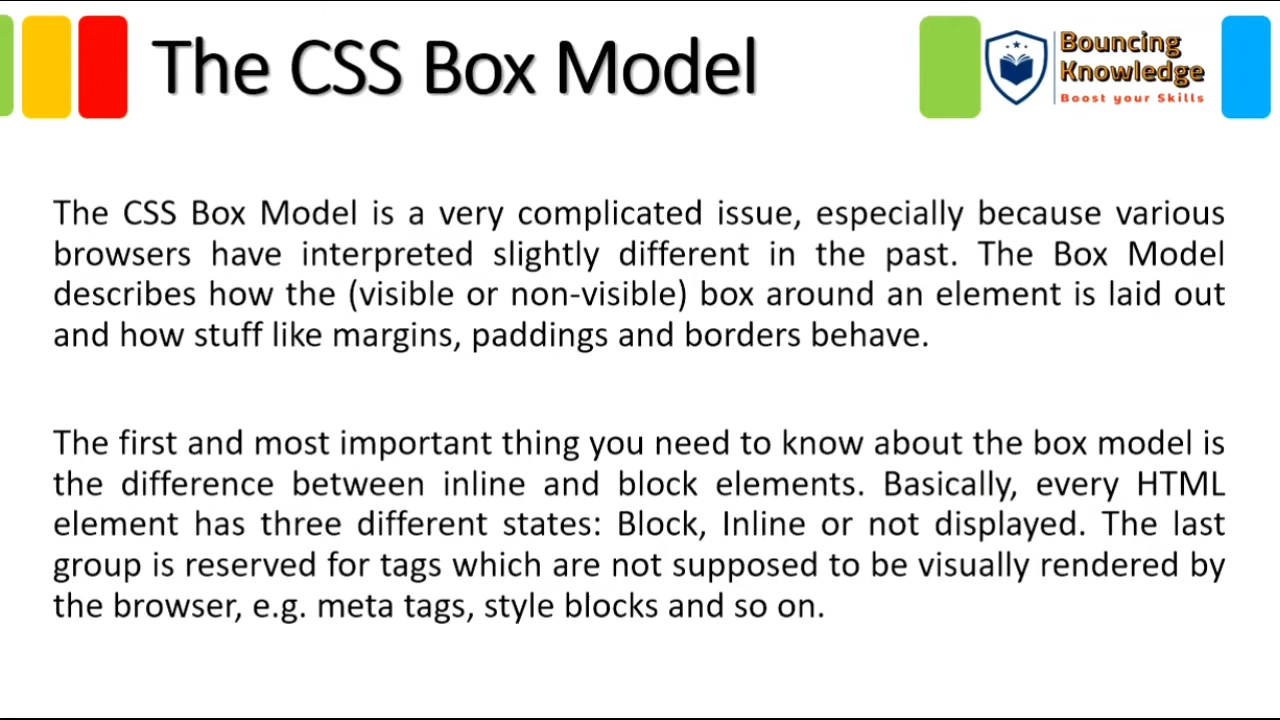 The CSS Box Model
Bouncing
Knowledge
Boost your Skills
The CSS Box Model is a very complicated issue, especially because various
browsers have interpreted slightly different in the past. The Box Model
describes how the (visible or non-visible) box around an element is laid out
and how stuff like margins, paddings and borders behave.
The first and most important thing you need to know about the box model is
the difference between inline and block elements. Basically, every HTML
element has three different states: Block, Inline or not displayed. The last
group is reserved for tags which are not supposed to be visually rendered by
the browser, e.g. meta tags, style blocks and so on.